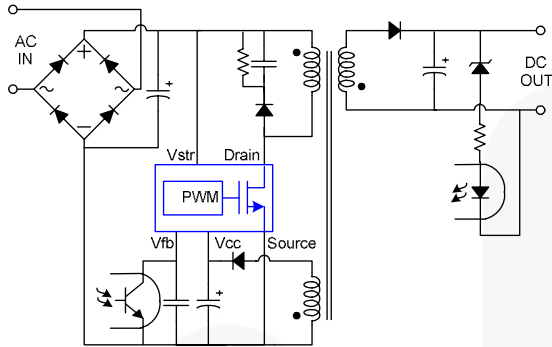 AC
IN
+
~
~
−
+
+
DC
OUT
Vstr
Drain
PWM
Vfb
Vcc
Source
+